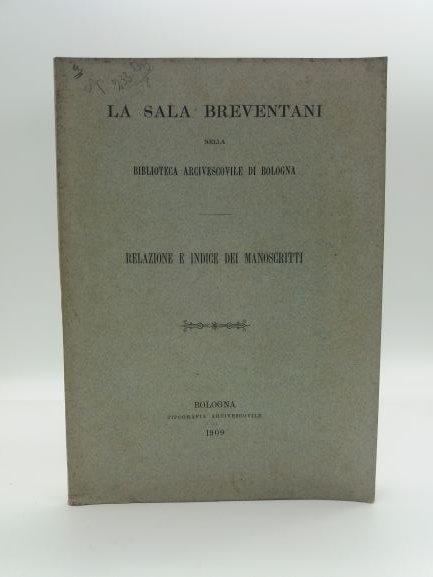 LA SALA BREVENTANI
NELLA
BIBLIOTECA ARCIVESCOVILE DI BOLOGNA
RELAZIONE E INDICE DEI MANOSCRITTI
BOLOGNA
TIPOGRAFIA ARCIVESCOVILE
1909